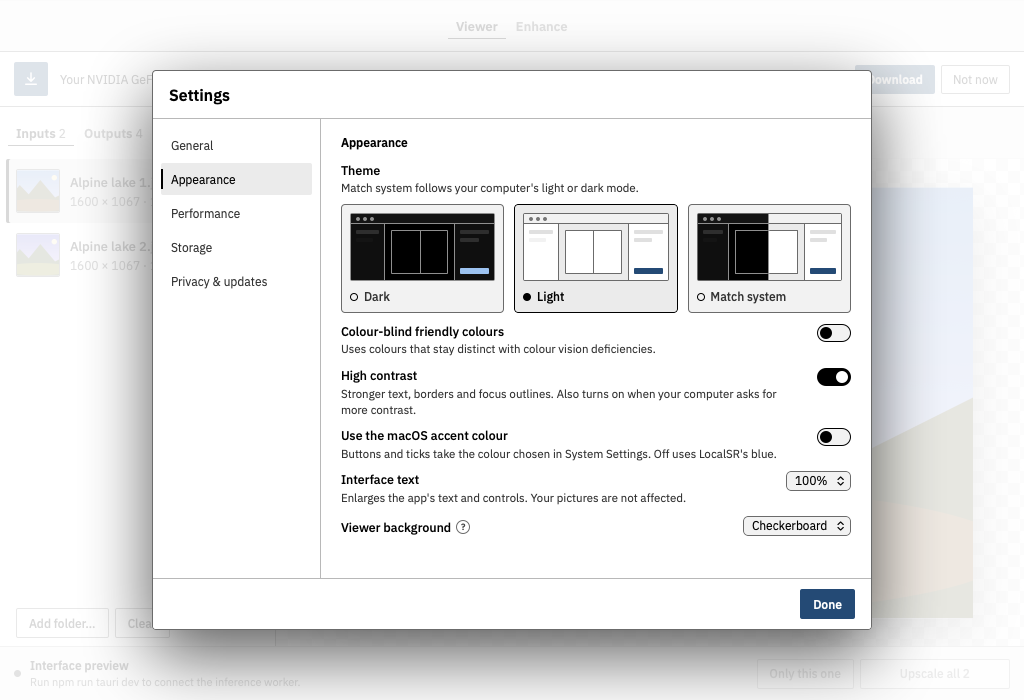 Viewer
Enhance
Your NVIDIA GeF
Download
Not now
Settings
Inputs 2
Outputs 4
Alpine lake 1.
1600 × 1067 ·
Alpine lake 2.
1600 × 1067 ·
General
Appearance
Performance
Storage
Privacy & updates
Appearance
Theme
Match system follows your computer's light or dark mode.
Dark
Light
Match system
Colour-blind friendly colours
Uses colours that stay distinct with colour vision deficiencies.
High contrast
Stronger text, borders and focus outlines. Also turns on when your computer asks for
more contrast.
Use the macOS accent colour
Buttons and ticks take the colour chosen in System Settings. Off uses LocalSR's blue.
Interface text
100%
Enlarges the app's text and controls. Your pictures are not affected.
Viewer background ?
Checkerboard
Done
Add folder...
Clea
Interface preview
Run npm run tauri dev to connect the inference worker.
Only this one
Upscale all 2